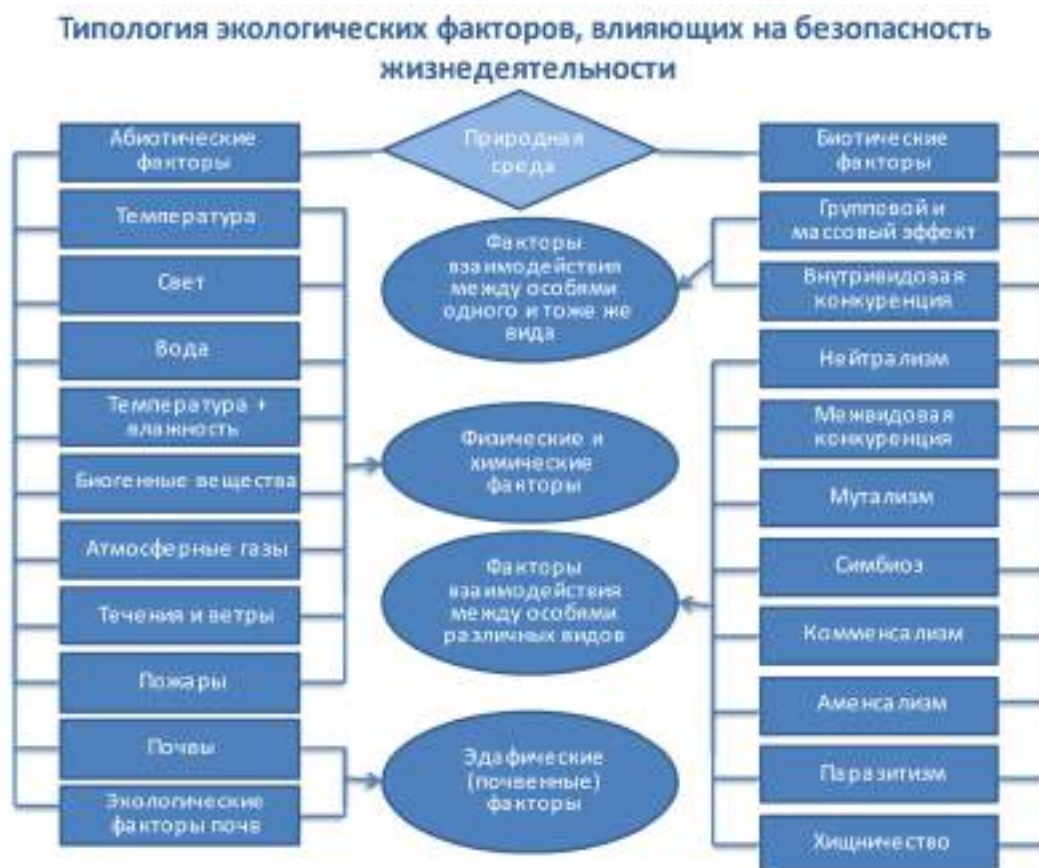 Типология экологических факторов, влияющих на безопасность
жизнедеятельности
Природная
среда
Абиотические
факторы
Температура
Свет
Вода
Температура +
влажность
Биогенные вещества
Атмосферные газы
Течения и ветры
Пожары
Почвы
Экологические
факторы почв
Факторы
взаимодействия
между особями
одного и тоже же
вида
Физические и
химические
факторы
Факторы
взаимодействия
между особями
различных видов
Эдафические
(почвенные)
факторы
Биотические
факторы
Групповой и
массовый эффект
Внутривидовая
конкуренция
Нейтрализм
Межвидовая
конкуренция
Мутализм
Симбиоз
Комменсализм
Аменсализм
Паразитизм
Хищничество